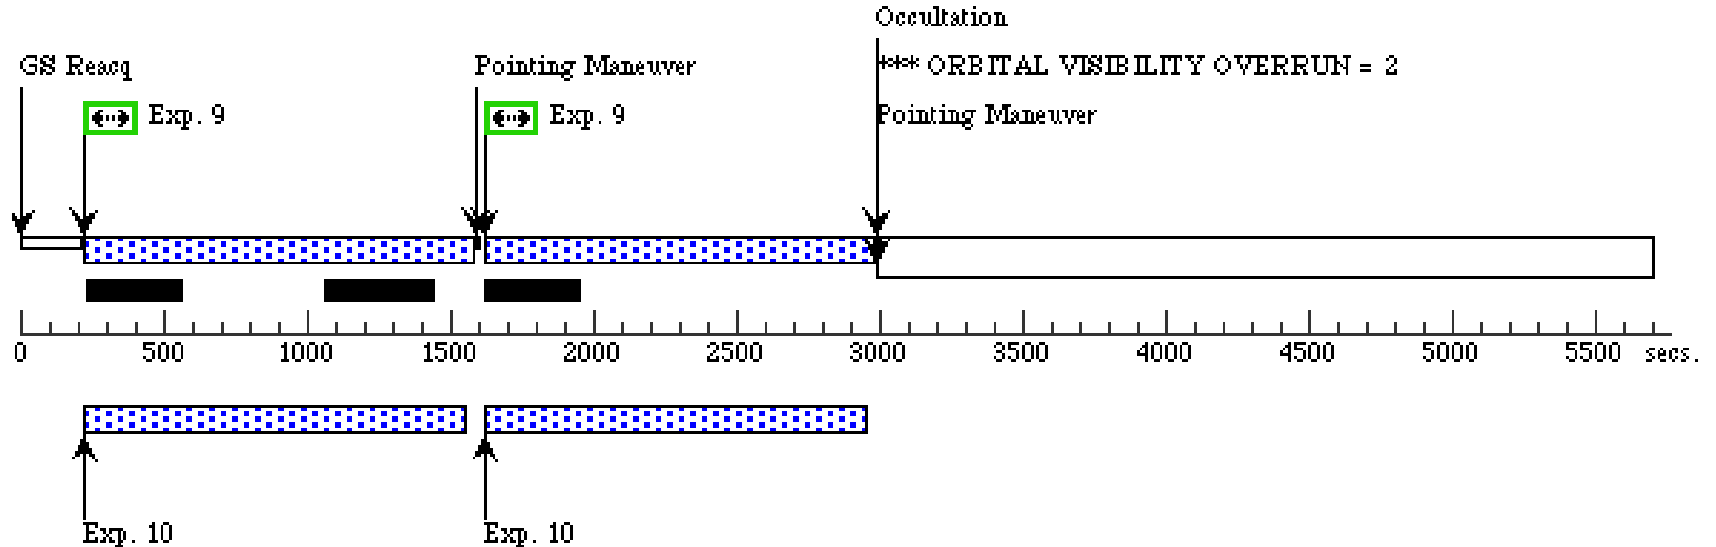 Occultation
GS Reacq
Pointing Maneuver
*** ORBITAL VISIBILITY OVERRUN = 2
Exp. 9
Exp. 9
Pointing Maneuver
0 500 1000 1500 2000 2500 3000 3500 4000 4500 5000 5500 secs.
Exp. 10
Exp. 10